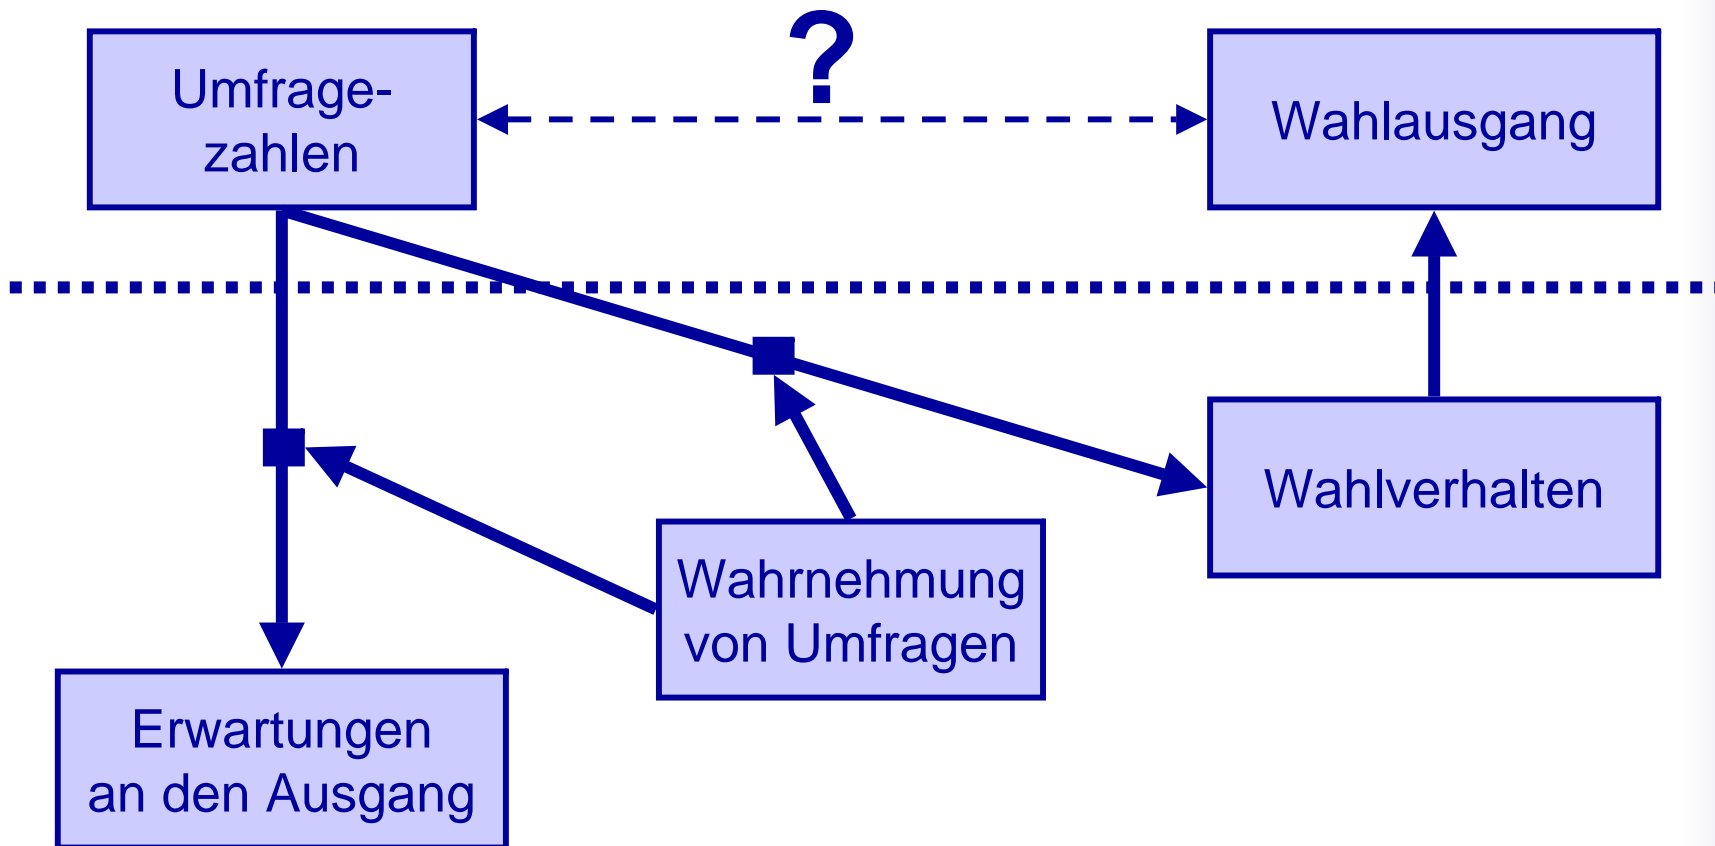 ?
Umfrage-
zahlen
Wahlausgang
Wahlverhalten
Wahrnehmung
von Umfragen
Erwartungen
an den Ausgang